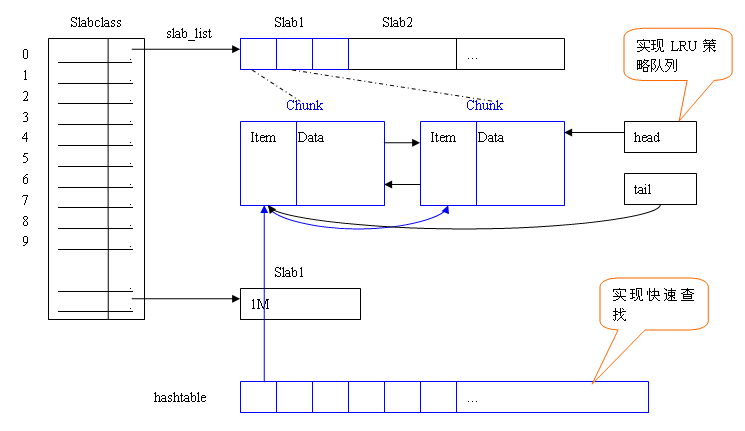 Slabclass
slab_list
Slab1
Slab2
...
实现 LRU 策
略队列
0
1
2
3
4
5
6
7
8
9
Chunk
Chunk
Item
Data
Item
Data
head
tail
Slab1
1M
实现快速查
找
hashtable
...